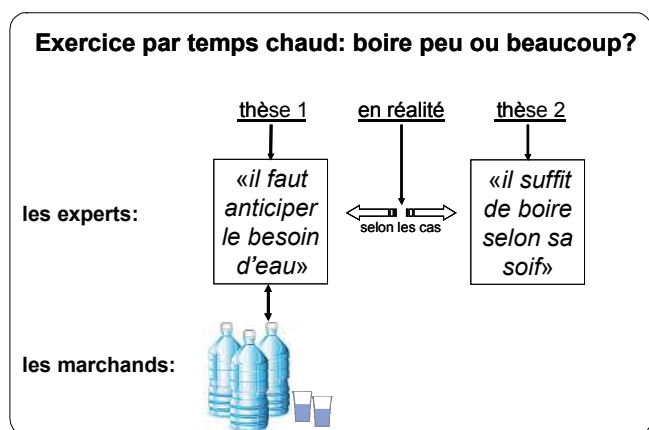 Exercice par temps chaud: boire peu ou beaucoup?
thèse 1
en réalité
thèse 2
les experts:
«il faut
anticiper
le besoin
d'eau»
selon les cas
«il suffit
de boire
selon sa
soif»
les marchands: